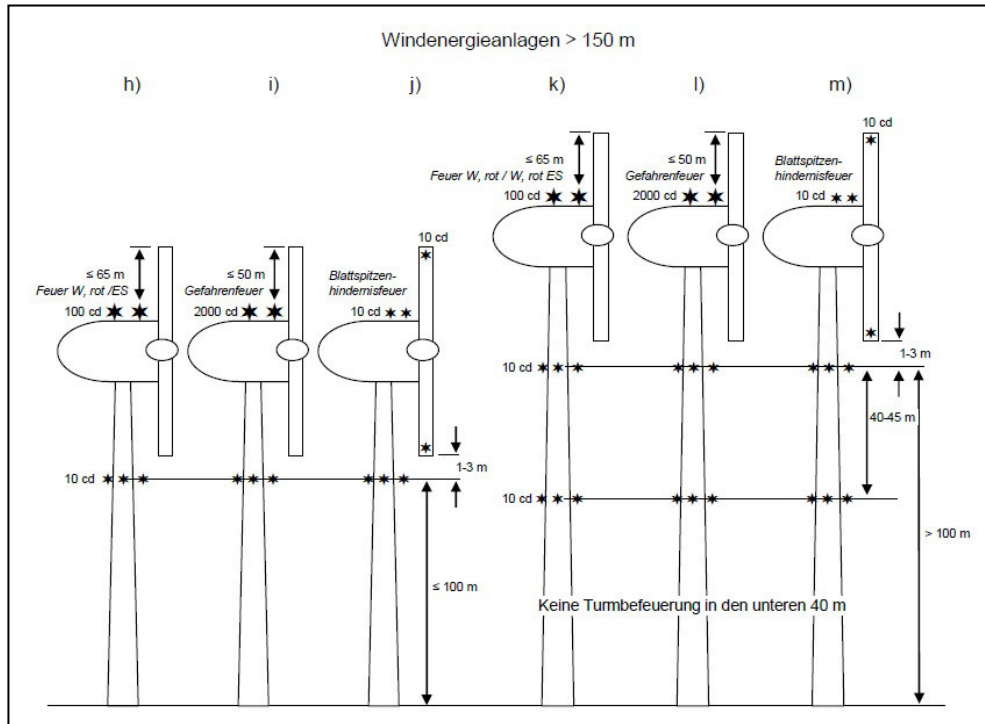 Windenergieanlagen > 150 m
h)
i)
j)
k)
l)
m)
≤ 65 m
Feuer W, rot /ES
100 cd
≤ 50 m
Gefahrenfeuer
2000 cd
10 cd
Blattspitzen-
hindernisfeuer
10 cd
1-3 m
10 cd
≤ 100 m
≤ 65 m
Feuer W, rot / W, rot ES
100 cd
≤ 50 m
Gefahrenfeuer
2000 cd
10 cd
Blattspitzen-
hindernisfeuer
10 cd
1-3 m
10 cd
40-45 m
10 cd
> 100 m
Keine Turmbefeuerung in den unteren 40 m